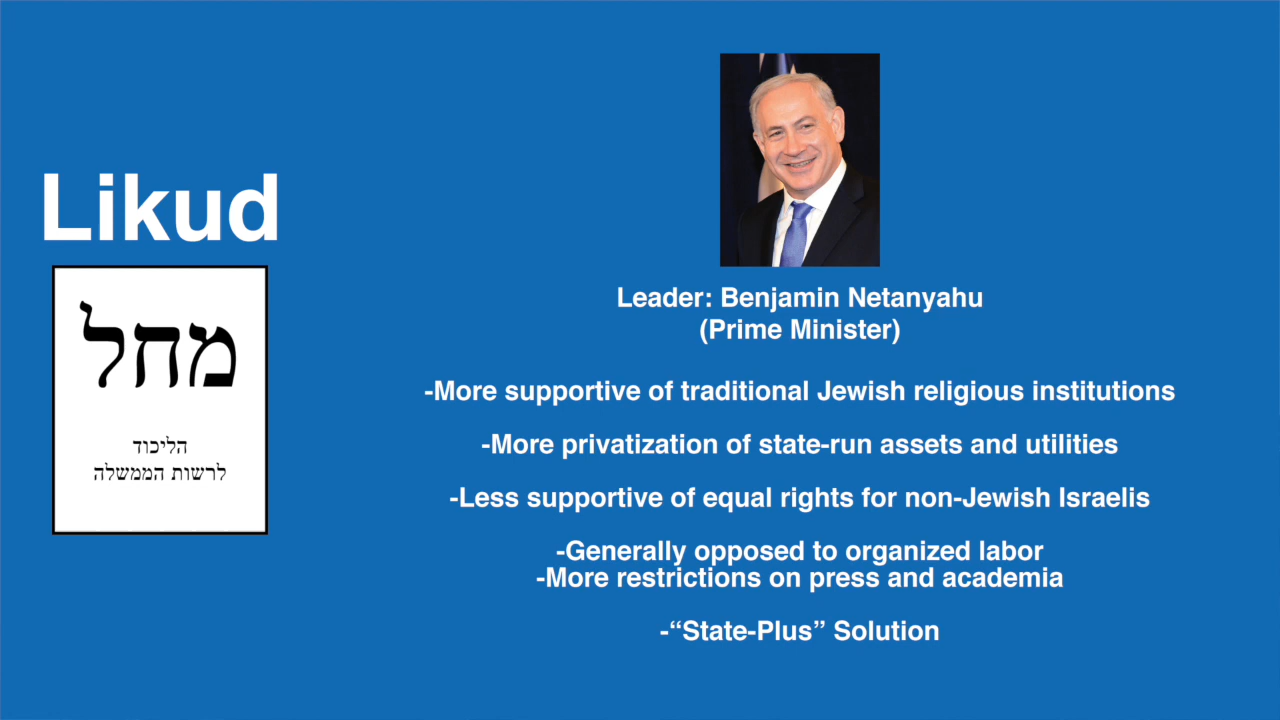 Likud
מחל
הליכוד
לרשות הממשלה
Leader: Benjamin Netanyahu
(Prime Minister)
-More supportive of traditional Jewish religious institutions
-More privatization of state-run assets and utilities
-Less supportive of equal rights for non-Jewish Israelis
-Generally opposed to organized labor
-More restrictions on press and academia
-“State-Plus” Solution